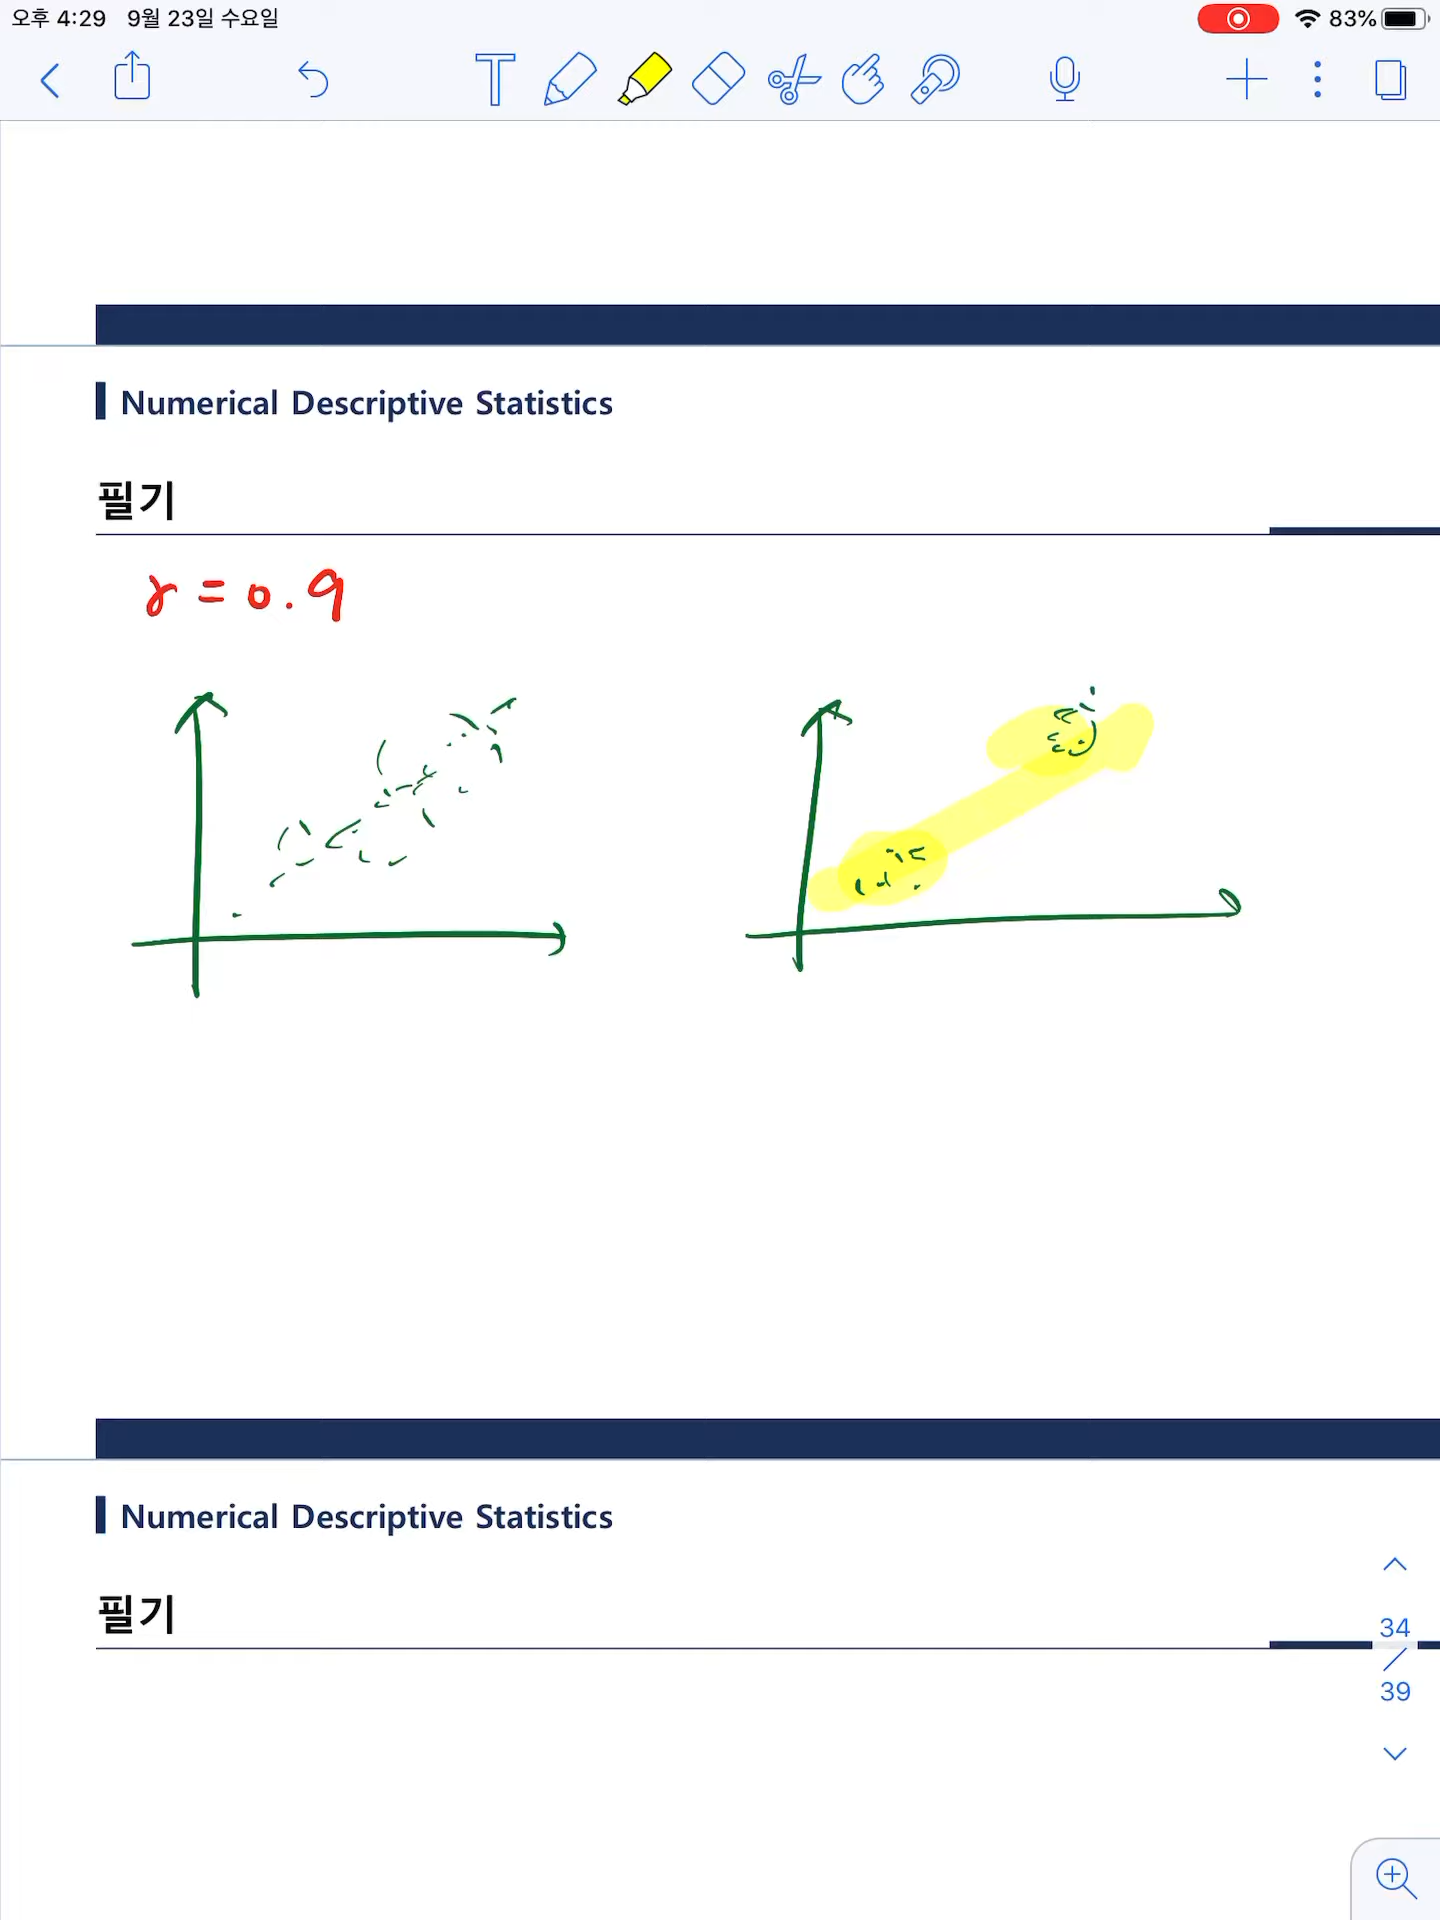 오후 4:29 9월 23일 수요일
83%
Numerical Descriptive Statistics
필기
r = 0.9
Numerical Descriptive Statistics
필기
34
/
39